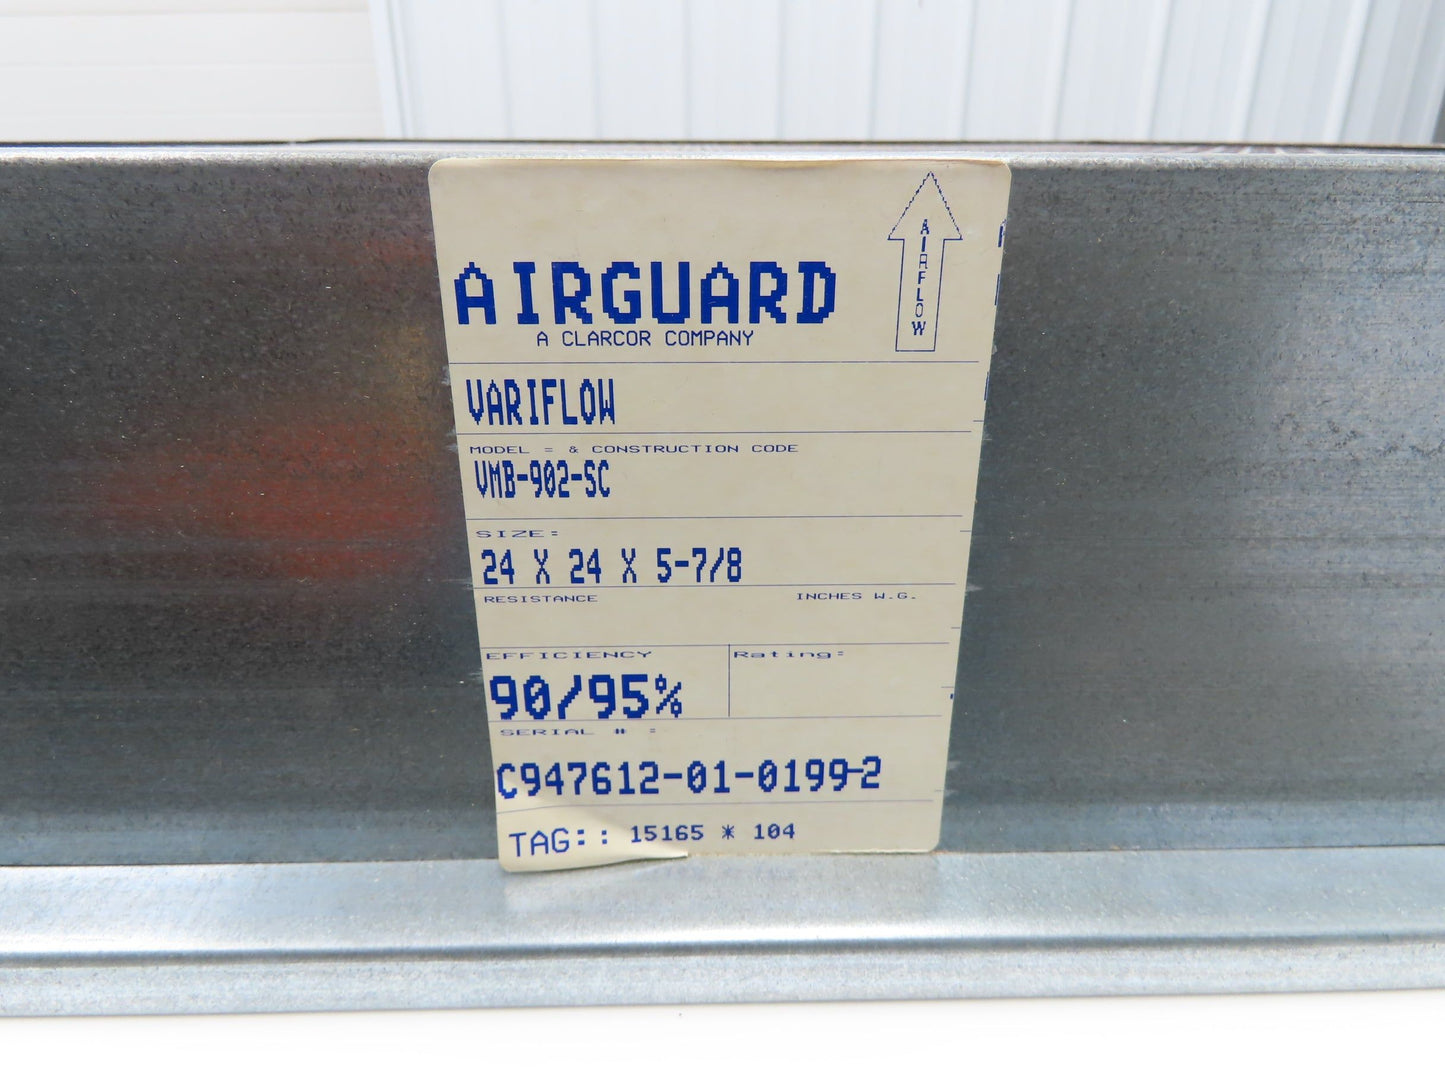 AIRGUARD
A CLARCOR COMPANY
AIRFLOW
VARIFLOW
MODEL = & CONSTRUCTION CODE
VMB-902-SC
SIZE:
24 X 24 X 5-7/8
RESISTANCE INCHES W.G.
EFFICIENCY Rating:
90/95%
SERIAL # :
C947612-01-0199-2
TAG:: 15165 * 104